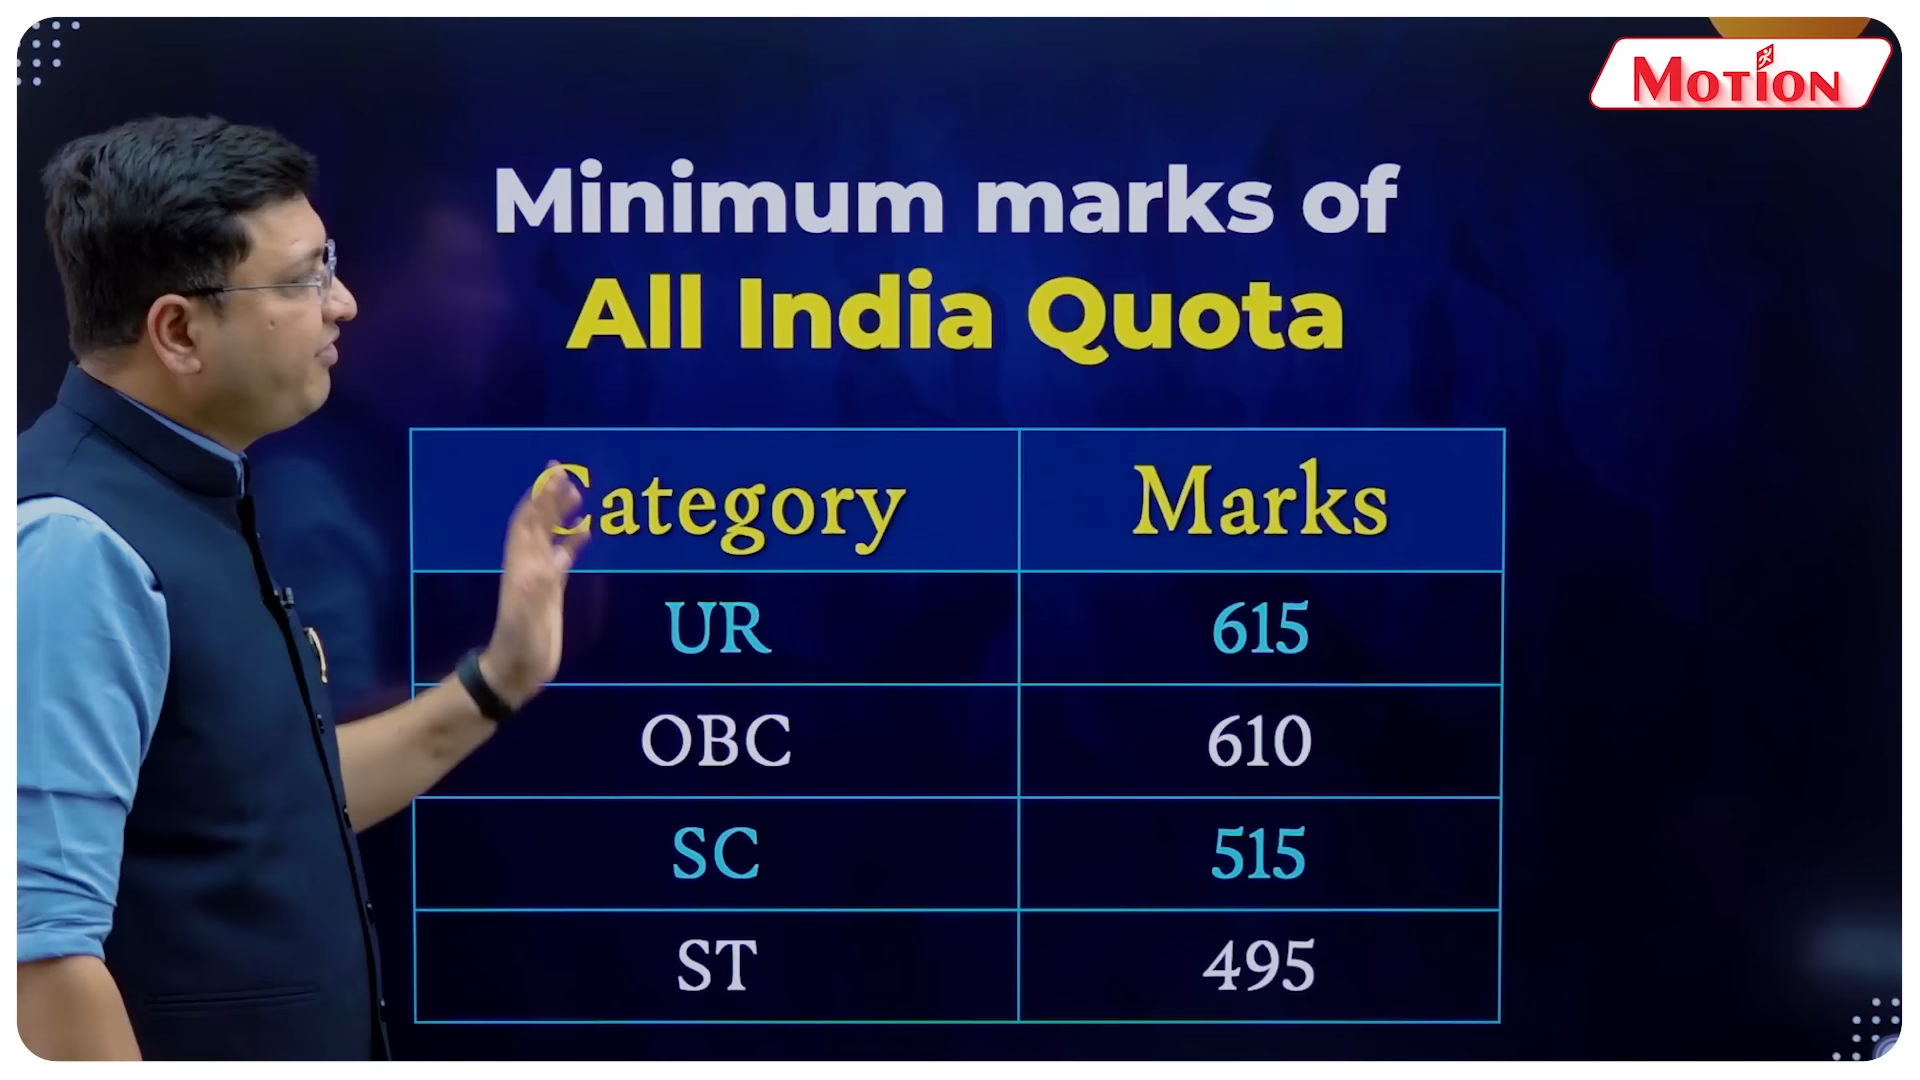 MOTION
Minimum marks of
All India Quota
Category Marks
UR 615
OBC 610
SC 515
ST 495